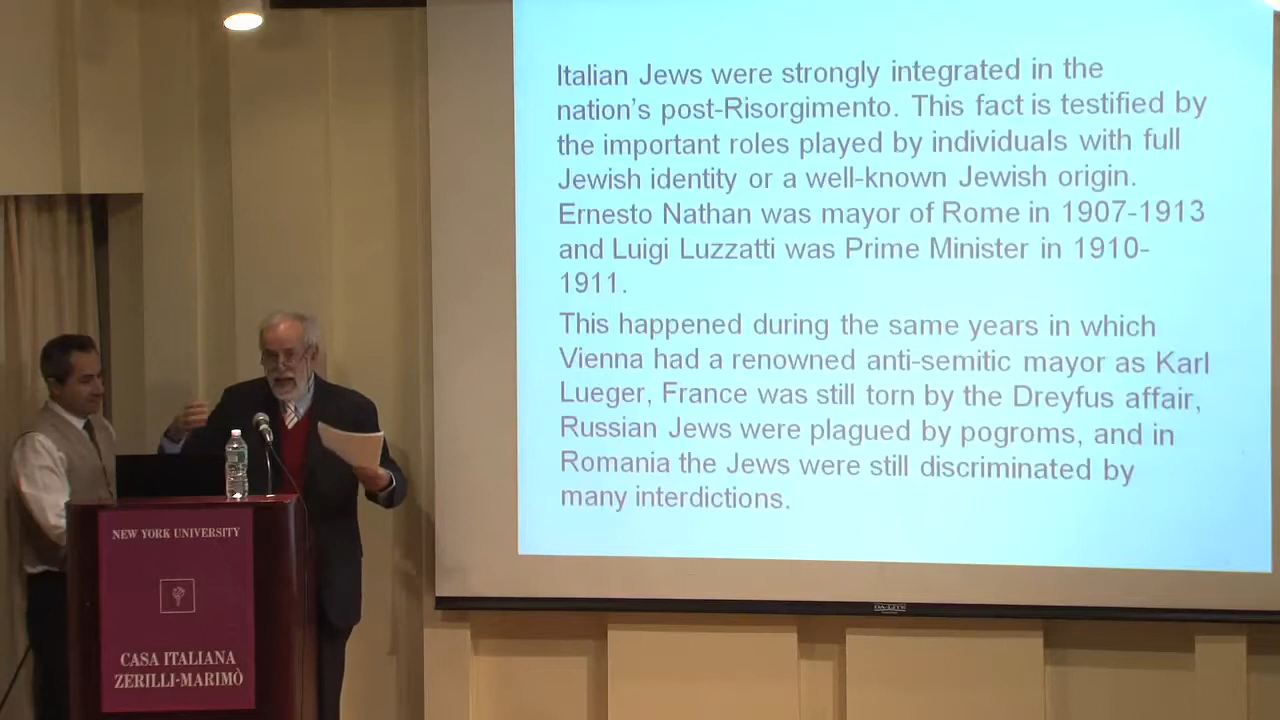 Italian Jews were strongly integrated in the
nation's post-Risorgimento. This fact is testified by
the important roles played by individuals with full
Jewish identity or a well-known Jewish origin.
Ernesto Nathan was mayor of Rome in 1907-1913
and Luigi Luzzatti was Prime Minister in 1910-
1911.
This happened during the same years in which
Vienna had a renowned anti-semitic mayor as Karl
Lueger, France was still torn by the Dreyfus affair,
Russian Jews were plagued by pogroms, and in
Romania the Jews were still discriminated by
many interdictions.
NEW YORK UNIVERSITY
CASA ITALIANA
ZERILLI-MARIMÒ
DA-LITE